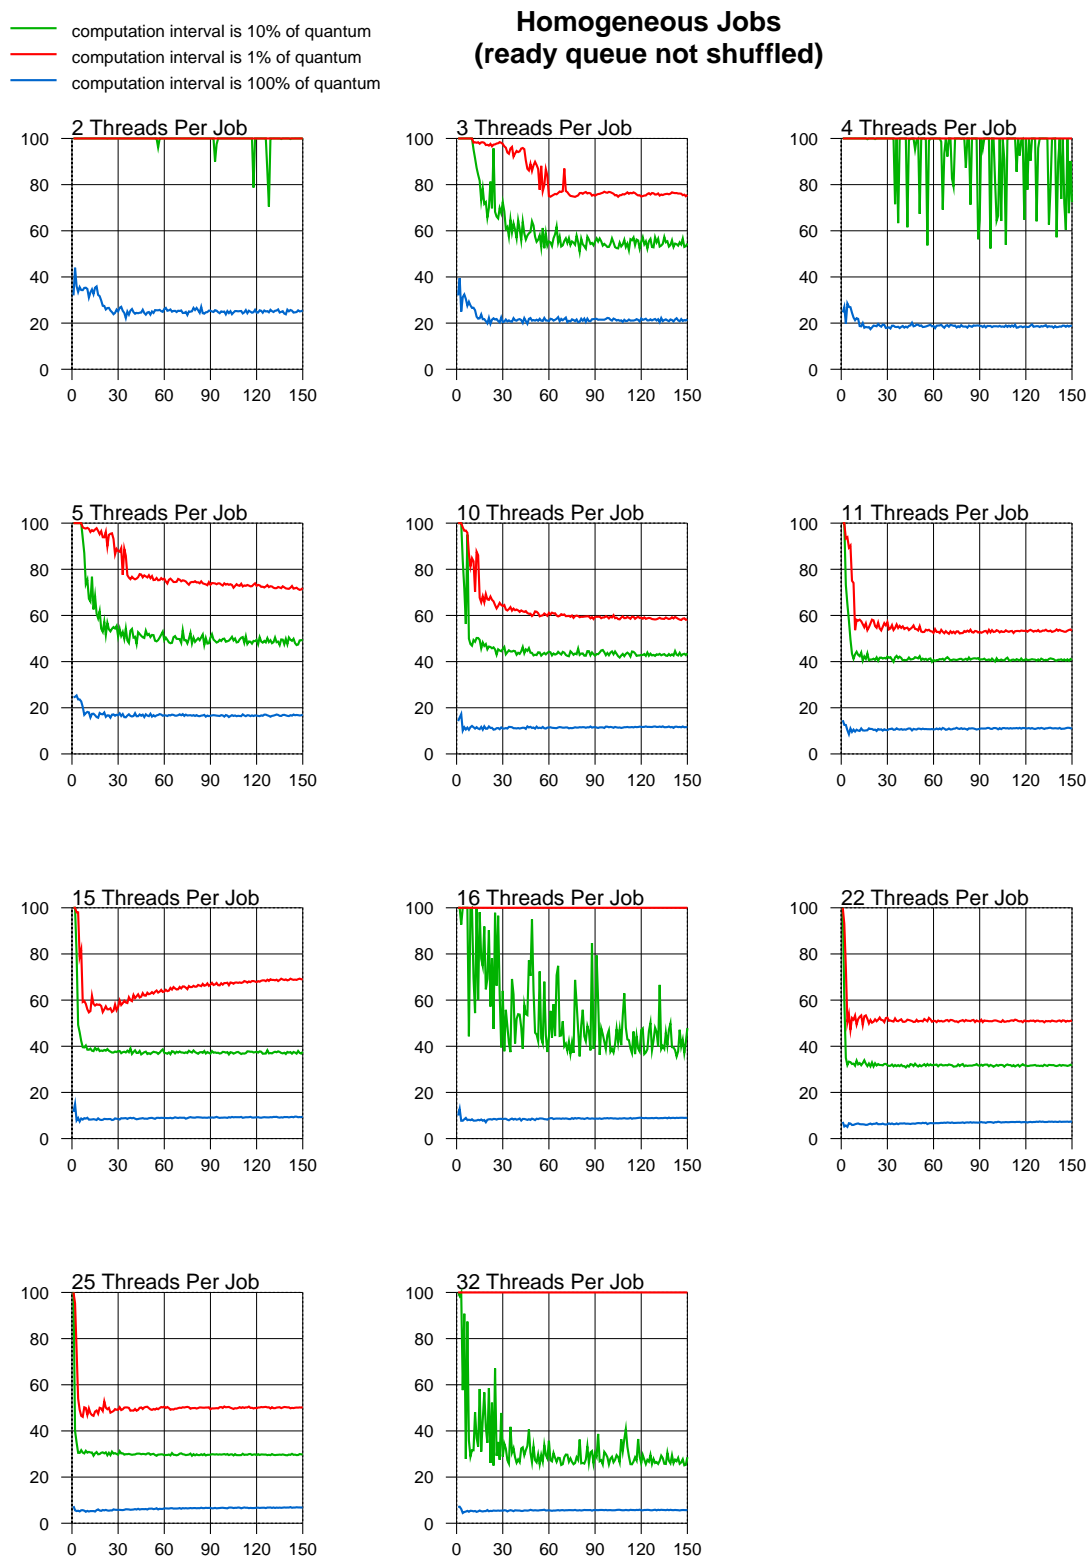 Homogeneous Jobs
(ready queue not shuffled)
computation interval is 10% of quantum
computation interval is 1% of quantum
computation interval is 100% of quantum
2 Threads Per Job
100
80
60
40
20
0
0 30 60 90 120 150
3 Threads Per Job
100
80
60
40
20
0
0 30 60 90 120 150
4 Threads Per Job
100
80
60
40
20
0
0 30 60 90 120 150
5 Threads Per Job
100
80
60
40
20
0
0 30 60 90 120 150
10 Threads Per Job
100
80
60
40
20
0
0 30 60 90 120 150
11 Threads Per Job
100
80
60
40
20
0
0 30 60 90 120 150
15 Threads Per Job
100
80
60
40
20
0
0 30 60 90 120 150
16 Threads Per Job
100
80
60
40
20
0
0 30 60 90 120 150
22 Threads Per Job
100
80
60
40
20
0
0 30 60 90 120 150
25 Threads Per Job
100
80
60
40
20
0
0 30 60 90 120 150
32 Threads Per Job
100
80
60
40
20
0
0 30 60 90 120 150